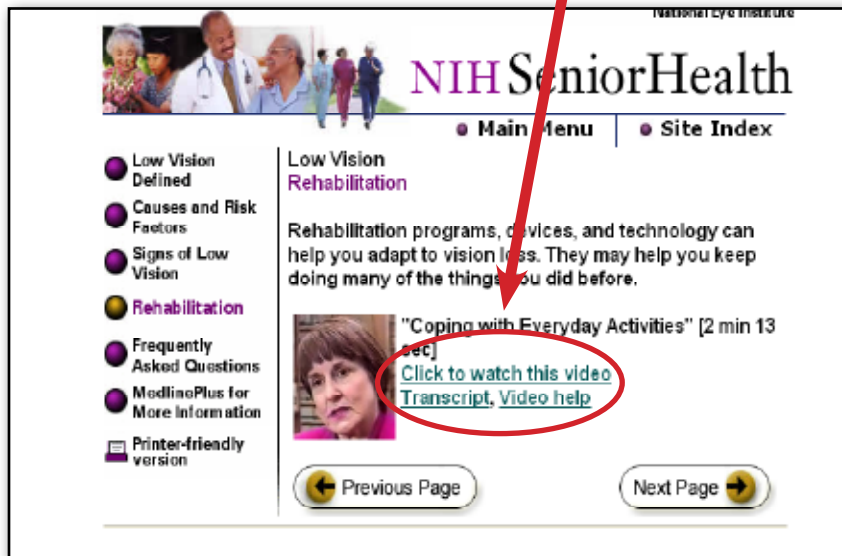 National Eye Institute
NIH SeniorHealth
Main Menu
Site Index
Low Vision
Defined
Causes and Risk
Factors
Signs of Low
Vision
Rehabilitation
Frequently
Asked Questions
MedlinePlus for
More Information
Printer-friendly
version
Low Vision
Rehabilitation
Rehabilitation programs, devices, and technology can
help you adapt to vision loss. They may help you keep
doing many of the things you did before.
"Coping with Everyday Activities" [2 min 13
sec]
Click to watch this video
Transcript, Video help
Previous Page
Next Page